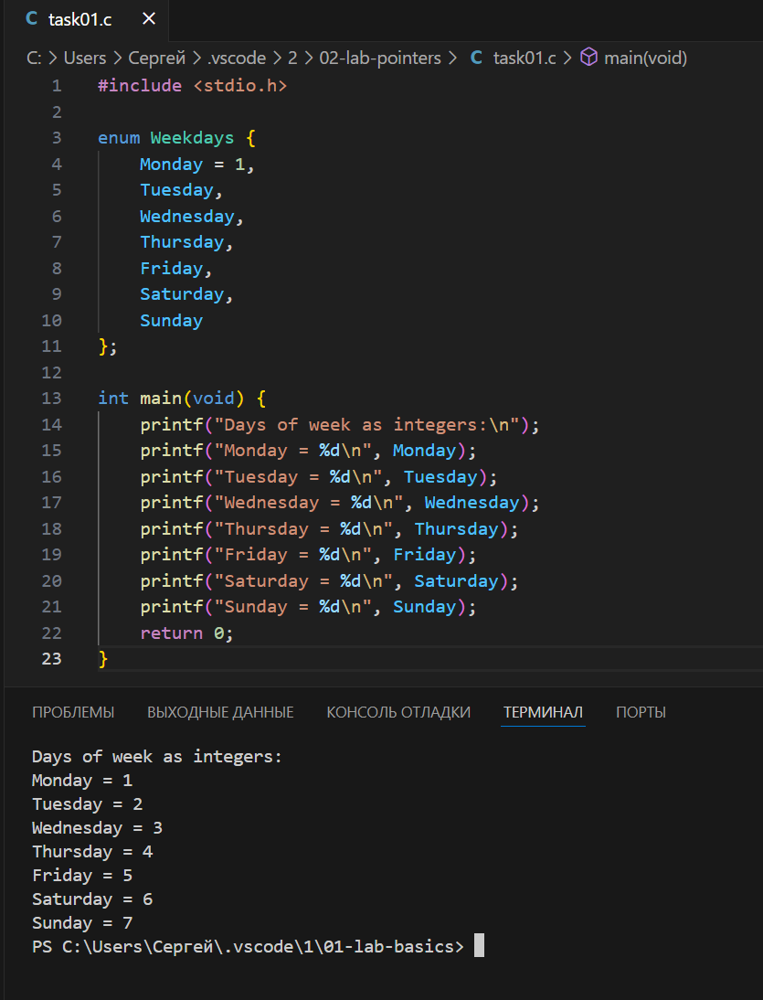 C task01.c ×
C: > Users > Сергей > .vscode > 2 > 02-lab-pointers > C task01.c > main(void)
1 #include <stdio.h>
2
3 enum Weekdays {
4     Monday = 1,
5     Tuesday,
6     Wednesday,
7     Thursday,
8     Friday,
9     Saturday,
10     Sunday
11 };
12
13 int main(void) {
14     printf("Days of week as integers:\n");
15     printf("Monday = %d\n", Monday);
16     printf("Tuesday = %d\n", Tuesday);
17     printf("Wednesday = %d\n", Wednesday);
18     printf("Thursday = %d\n", Thursday);
19     printf("Friday = %d\n", Friday);
20     printf("Saturday = %d\n", Saturday);
21     printf("Sunday = %d\n", Sunday);
22     return 0;
23 }
ПРОБЛЕМЫ ВЫХОДНЫЕ ДАННЫЕ КОНСОЛЬ ОТЛАДКИ ТЕРМИНАЛ ПОРТЫ
Days of week as integers:
Monday = 1
Tuesday = 2
Wednesday = 3
Thursday = 4
Friday = 5
Saturday = 6
Sunday = 7
PS C:\Users\Сергей\.vscode\1\01-lab-basics>